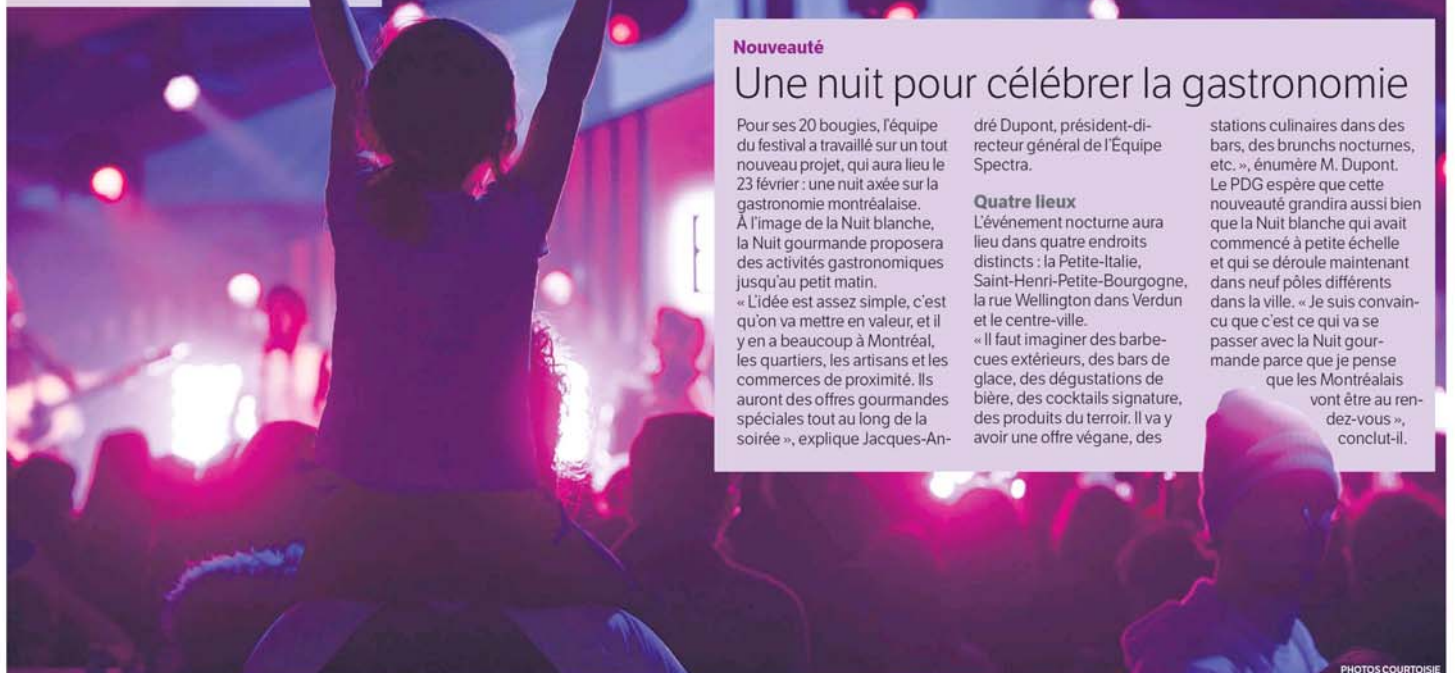 Nouveauté
Une nuit pour célébrer la gastronomie
Pour ses 20 bougies, l'équipe
du festival a travaillé sur un tout
nouveau projet, qui aura lieu le
23 février : une nuit axée sur la
gastronomie montréalaise.
À l'image de la Nuit blanche,
la Nuit gourmande proposera
des activités gastronomiques
jusqu'au petit matin.
« L'idée est assez simple, c'est
qu'on va mettre en valeur, et il
y en a beaucoup à Montréal,
les quartiers, les artisans et les
commerces de proximité. Ils
auront des offres gourmandes
spéciales tout au long de la
soirée », explique Jacques-An-
dré Dupont, président-di-
recteur général de l'Équipe
Spectra.
Quatre lieux
L'événement nocturne aura
lieu dans quatre endroits
distincts : la Petite-Italie,
Saint-Henri-Petite-Bourgogne,
la rue Wellington dans Verdun
et le centre-ville.
« Il faut imaginer des barbe-
cues extérieurs, des bars de
glace, des dégustations de
bière, des cocktails signature,
des produits du terroir. Il va y
avoir une offre végane, des
stations culinaires dans des
bars, des brunchs nocturnes,
etc. », énumère M. Dupont.
Le PDG espère que cette
nouveauté grandira aussi bien
que la Nuit blanche qui avait
commencé à petite échelle
et qui se déroule maintenant
dans neuf pôles différents
dans la ville. « Je suis convain-
cu que c'est ce qui va se
passer avec la Nuit gour-
mande parce que je pense
que les Montréalais
vont être au ren-
dez-vous »,
conclut-il.
PHOTOS COURTOISIE